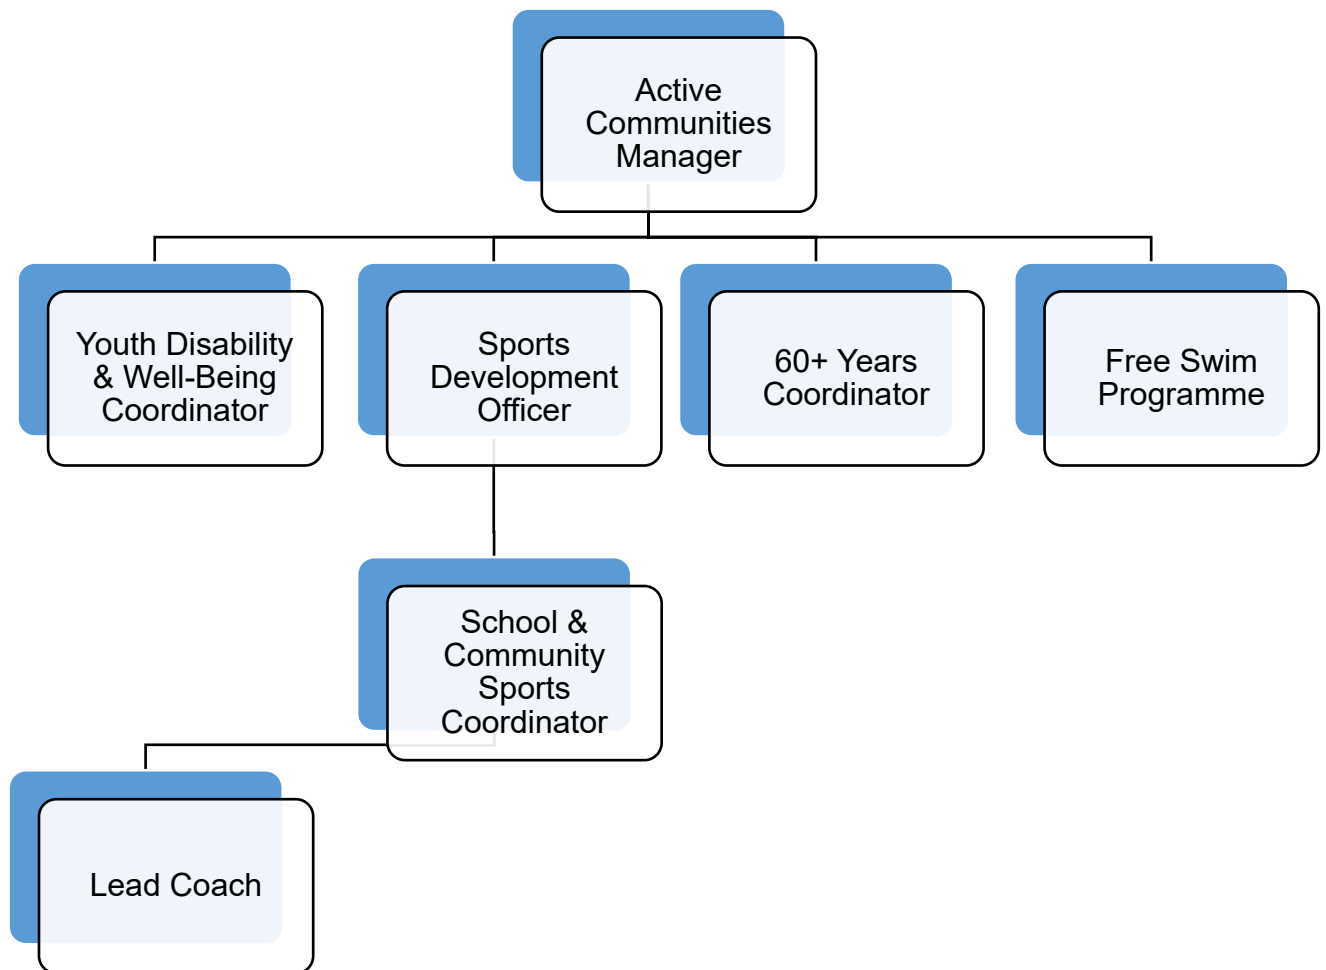 Active
Communities
Manager
Youth Disability
& Well-Being
Coordinator
Sports
Development
Officer
60+ Years
Coordinator
Free Swim
Programme
School &
Community
Sports
Coordinator
Lead Coach